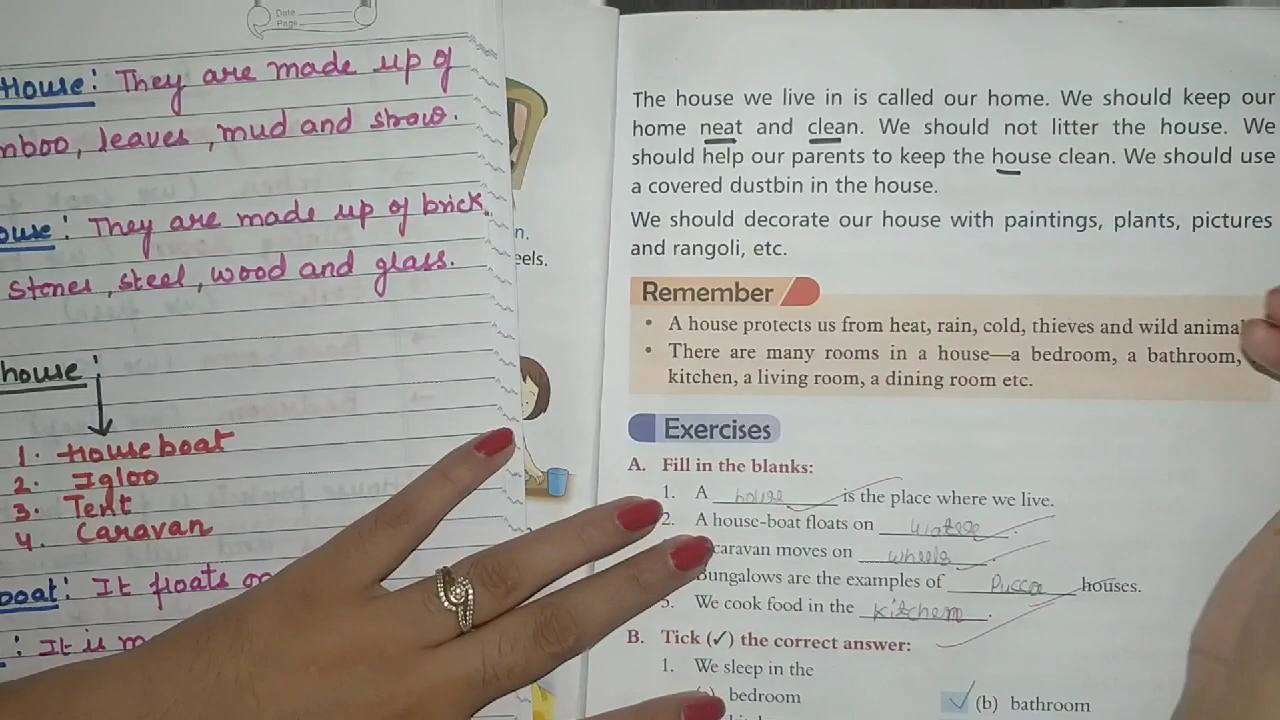 Date
Page
House: They are made up of
mboo, leaves, mud and straw.
ouse: They are made up of brick
stones, steel, wood and glass.
house:
1. Houseboat
2. Igloo
3. Tent
4. Caravan
boat: It floats on
: It is m
n.
eels.
The house we live in is called our home. We should keep our
home neat and clean. We should not litter the house. We
should help our parents to keep the house clean. We should use
a covered dustbin in the house.
We should decorate our house with paintings, plants, pictures
and rangoli, etc.
Remember
• A house protects us from heat, rain, cold, thieves and wild anima
• There are many rooms in a house—a bedroom, a bathroom,
kitchen, a living room, a dining room etc.
Exercises
A. Fill in the blanks:
1. A house is the place where we live.
2. A house-boat floats on water.
caravan moves on wheels.
Bungalows are the examples of Pucca houses.
5. We cook food in the kitchen.
B. Tick (✓) the correct answer:
1. We sleep in the
bedroom
✓ (b) bathroom